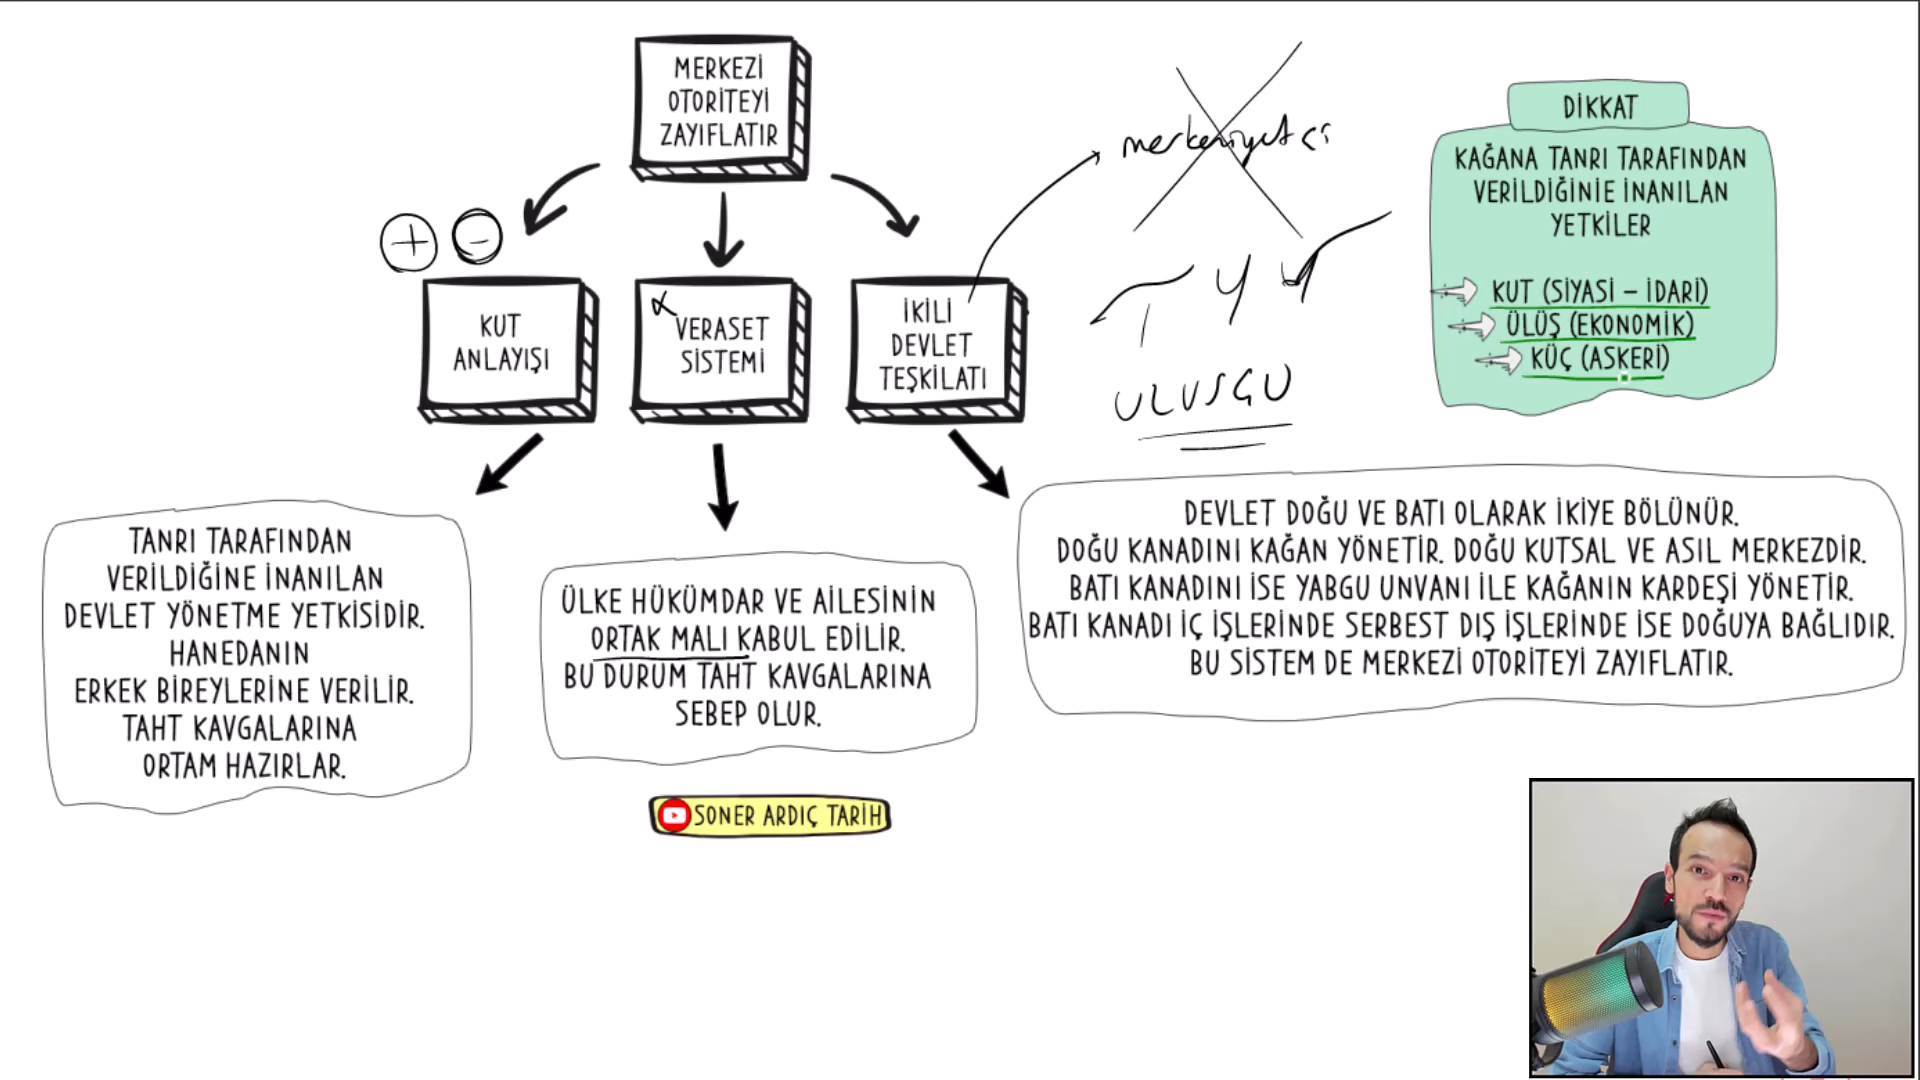 MERKEZİ
OTORİTEYİ
ZAYIFLATIR
merkeziyetçi
DİKKAT
KAĞANA TANRI TARAFINDAN
VERİLDİĞİNİE İNANILAN
YETKİLER
KUT (SİYASİ – İDARİ)
ÜLÜŞ (EKONOMİK)
KÜÇ (ASKERİ)
+
-
KUT
ANLAYIŞI
VERASET
SİSTEMİ
İKİLİ
DEVLET
TEŞKİLATI
ULUSÇU
TANRI TARAFINDAN
VERİLDİĞİNE İNANILAN
DEVLET YÖNETME YETKİSİDİR.
HANEDANIN
ERKEK BİREYLERİNE VERİLİR.
TAHT KAVGALARINA
ORTAM HAZIRLAR.
ÜLKE HÜKÜMDAR VE AİLESİNİN
ORTAK MALI KABUL EDİLİR.
BU DURUM TAHT KAVGALARINA
SEBEP OLUR.
DEVLET DOĞU VE BATI OLARAK İKİYE BÖLÜNÜR.
DOĞU KANADINI KAĞAN YÖNETİR. DOĞU KUTSAL VE ASIL MERKEZDİR.
BATI KANADINI İSE YABGU UNVANI İLE KAĞANIN KARDEŞİ YÖNETİR.
BATI KANADI İÇ İŞLERİNDE SERBEST DIŞ İŞLERİNDE İSE DOĞUYA BAĞLIDIR.
BU SİSTEM DE MERKEZİ OTORİTEYİ ZAYIFLATIR.
SONER ARDIÇ TARİH